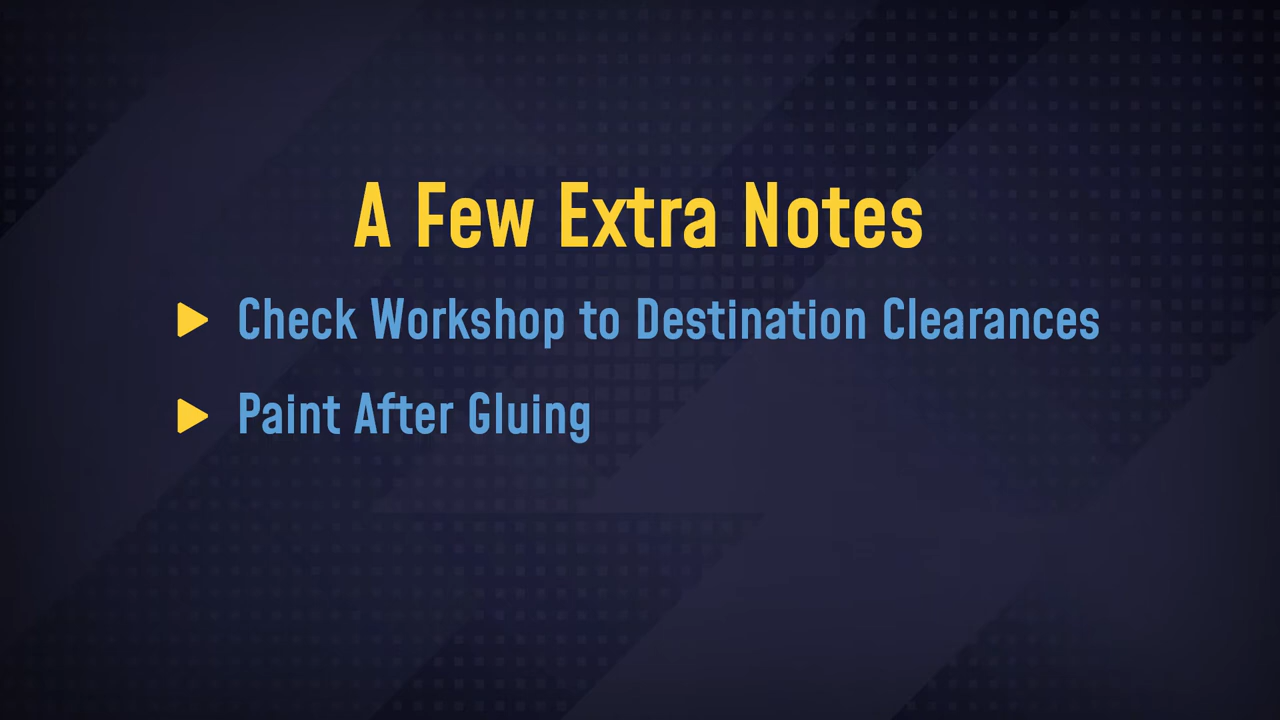 A Few Extra Notes
Check Workshop to Destination Clearances
Paint After Gluing